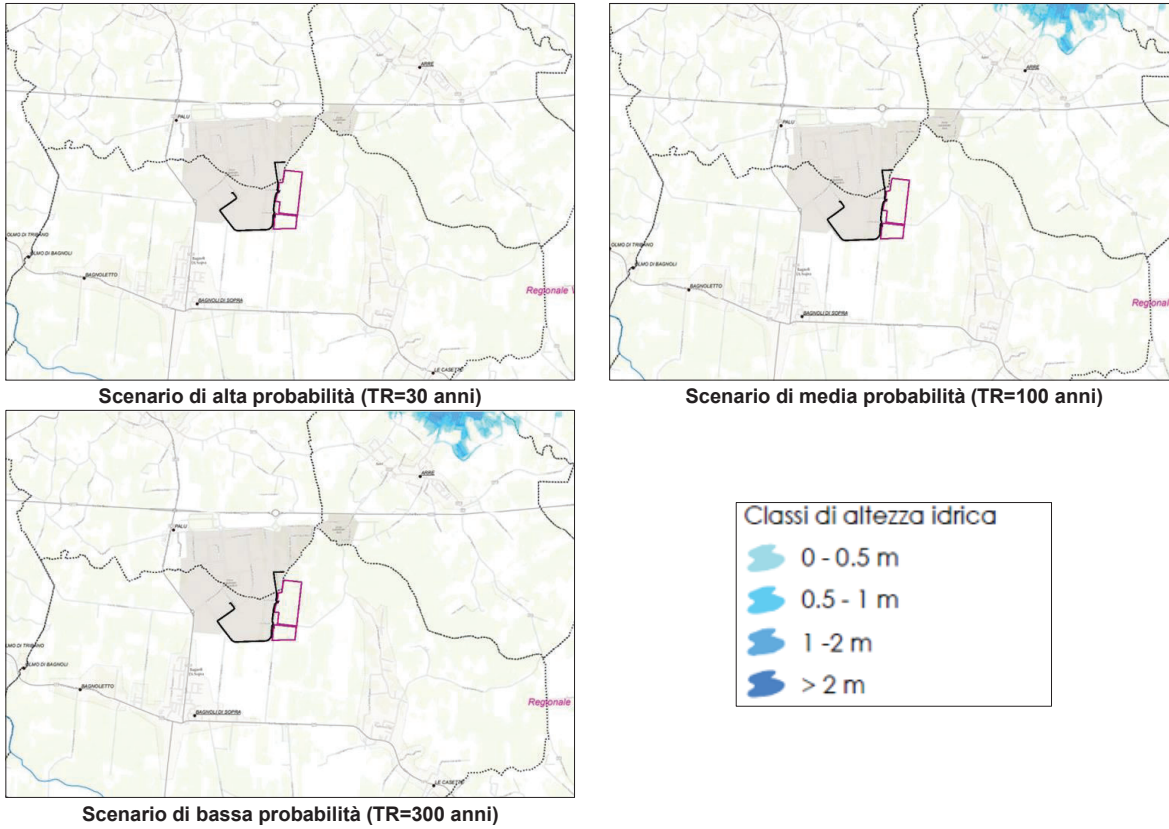 ARRE
PALU
OLMO DI TRIBANO
OLMO DI BAGNOLI
BAGNOLETTO
BAGNOLI DI SOPRA
Regionale V
LE CASETTE
Scenario di alta probabilità (TR=30 anni)
ARRE
PALU
OLMO DI TRIBANO
OLMO DI BAGNOLI
BAGNOLETTO
BAGNOLI DI SOPRA
Regional
LE CASETTE
Scenario di media probabilità (TR=100 anni)
ARRE
PALU
OLMO DI TRIBANO
OLMO DI BAGNOLI
BAGNOLETTO
BAGNOLI DI SOPRA
Regionale
LE CASETTE
Scenario di bassa probabilità (TR=300 anni)
Classi di altezza idrica
0 - 0.5 m
0.5 - 1 m
1 -2 m
> 2 m